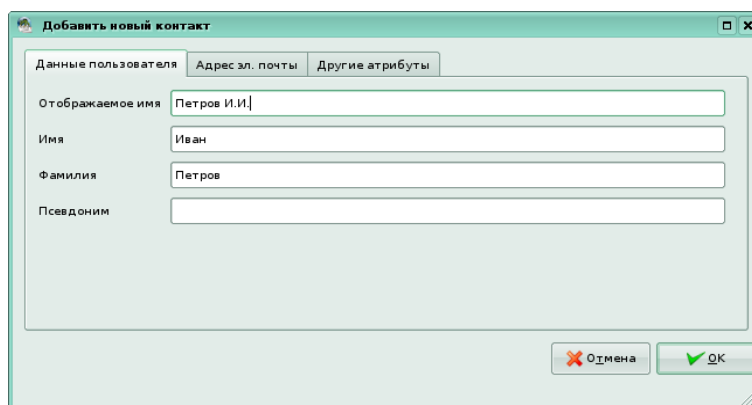 Добавить новый контакт
Данные пользователя Адрес эл. почты Другие атрибуты
Отображаемое имя Петров И.И.
Имя Иван
Фамилия Петров
Псевдоним
Отмена OK